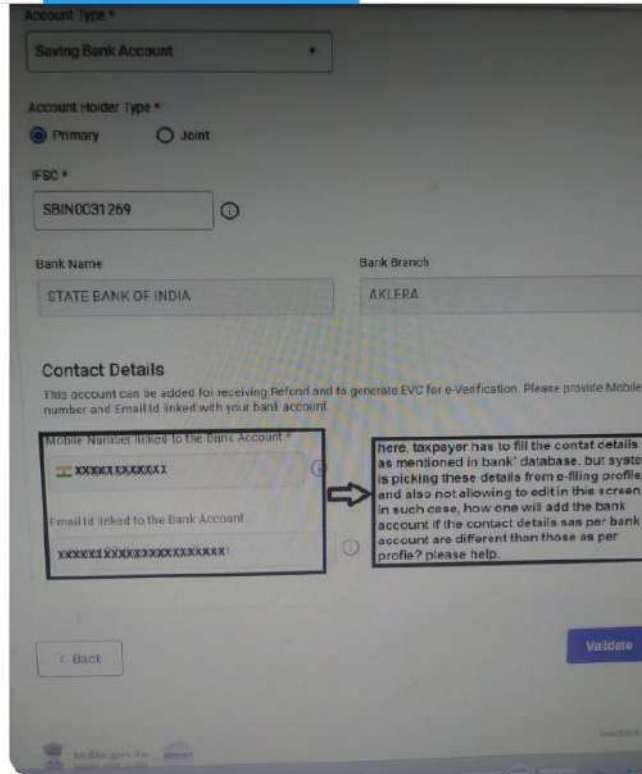 Account Type *
Saving Bank Account
Account Holder Type *
Primary
Joint
IFSC *
SBIN0031269
Bank Name
Bank Branch
STATE BANK OF INDIA
AKLERA
Contact Details
This account can be added for receiving Refund and to generate EVC for e-Verification. Please provide Mobile
number and Email Id linked with your bank account
Mobile Number linked to the Bank Account *
Email Id linked to the Bank Account
here, taxpayer has to fill the contat details
as mentioned in bank' database. but syste
is picking these details from e-filing profile,
and also not allowing to edit in this screen
in such case, how one will add the bank
account if the contact details sas per bank
account are different than those as per
profie? please help.
< Back
Validate
india.gov.in